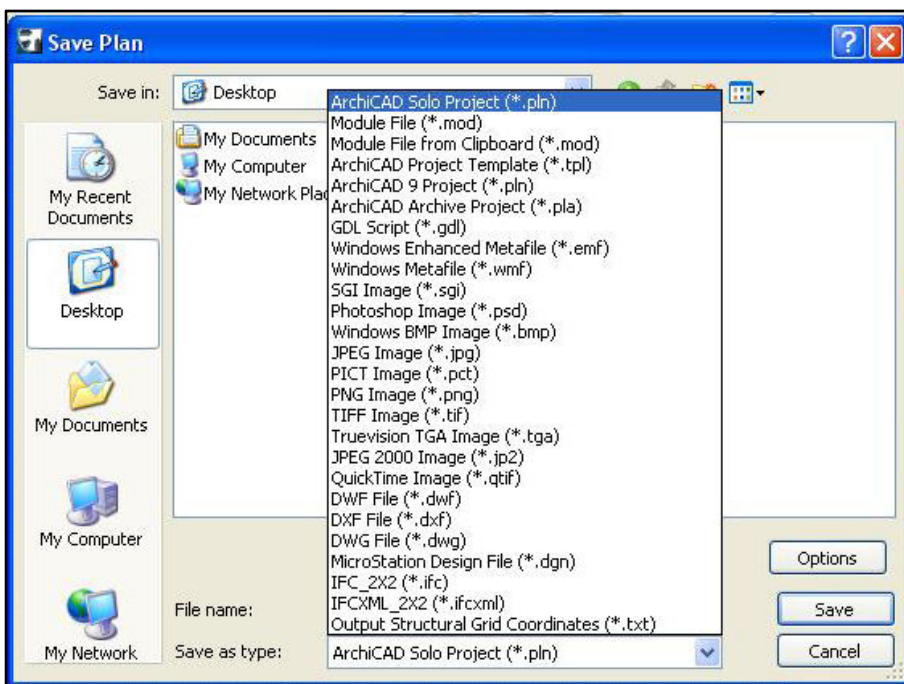 Save Plan
Save in:
Desktop
My Recent
Documents
Desktop
My Documents
My Computer
My Network
My Documents
My Computer
My Network Pla
ArchiCAD Solo Project (*.pln)
Module File (*.mod)
Module File from Clipboard (*.mod)
ArchiCAD Project Template (*.tpl)
ArchiCAD 9 Project (*.pln)
ArchiCAD Archive Project (*.pla)
GDL Script (*.gdl)
Windows Enhanced Metafile (*.emf)
Windows Metafile (*.wmf)
SGI Image (*.sgi)
Photoshop Image (*.psd)
Windows BMP Image (*.bmp)
JPEG Image (*.jpg)
PICT Image (*.pct)
PNG Image (*.png)
TIFF Image (*.tif)
Truevision TGA Image (*.tga)
JPEG 2000 Image (*.jp2)
QuickTime Image (*.qtif)
DWF File (*.dwf)
DXF File (*.dxf)
DWG File (*.dwg)
MicroStation Design File (*.dgn)
IFC_2X2 (*.ifc)
IFCXML_2X2 (*.ifcxml)
Output Structural Grid Coordinates (*.txt)
Options
File name:
Save
Save as type:
ArchiCAD Solo Project (*.pln)
Cancel